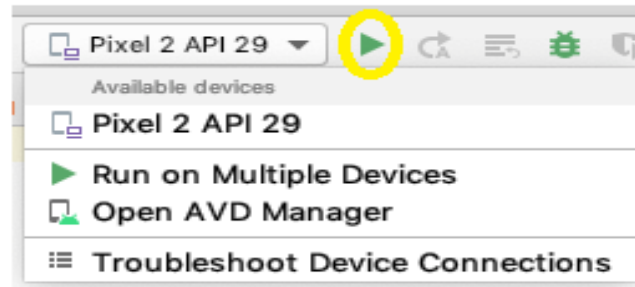 Pixel 2 API 29
Available devices
Pixel 2 API 29
Run on Multiple Devices
Open AVD Manager
Troubleshoot Device Connections